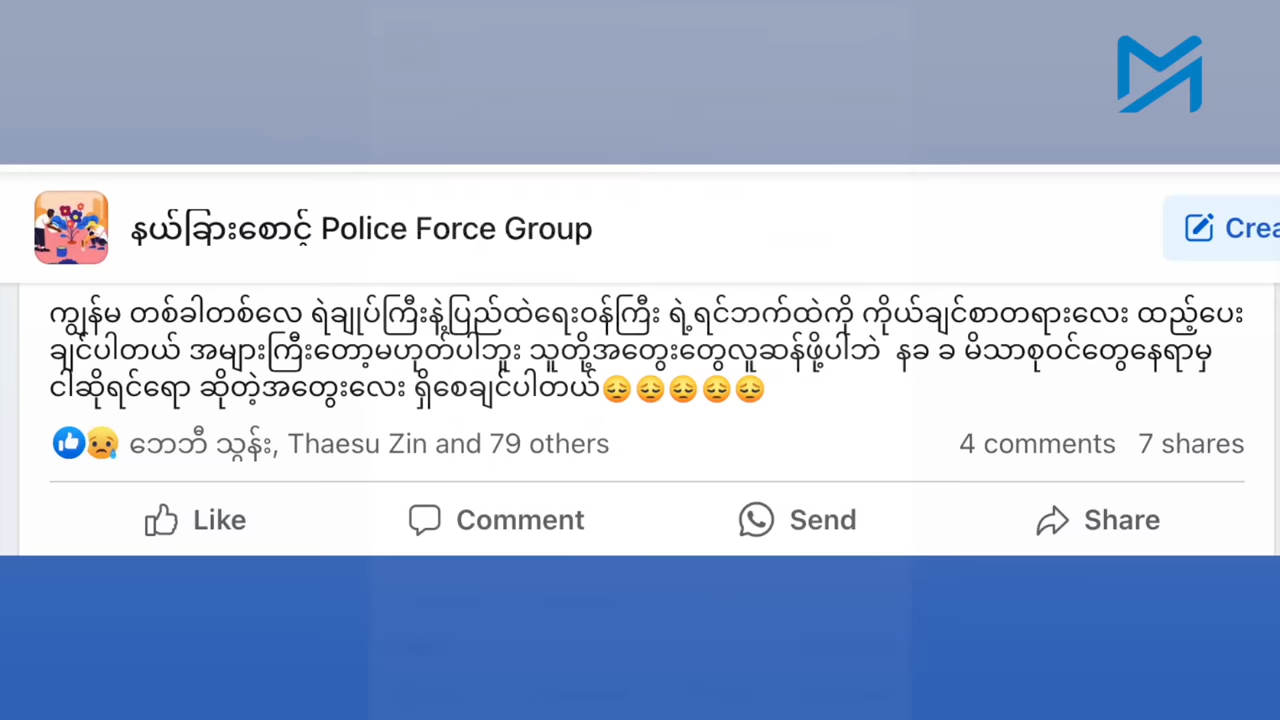 နယ်ခြားစောင့် Police Force Group
Crea
ကျွန်မ တစ်ခါတစ်လေ ရဲချုပ်ကြီးနဲ့ပြည်ထဲရေးဝန်ကြီး ရဲ့ရင်ဘက်ထဲကို ကိုယ်ချင်စာတရားလေး ထည့်ပေး
ချင်ပါတယ် အများကြီးတော့မဟုတ်ပါဘူး သူတို့အတွေးတွေလူဆန်ဖို့ပါဘဲ နခ ခ မိသာစုဝင်တွေနေရာမှ
ငါဆိုရင်ရော ဆိုတဲ့အတွေးလေး ရှိစေချင်ပါတယ်😔😔😔😔😔
ဘေဘီ သွန်း, Thaesu Zin and 79 others
4 comments 7 shares
Like Comment Send Share